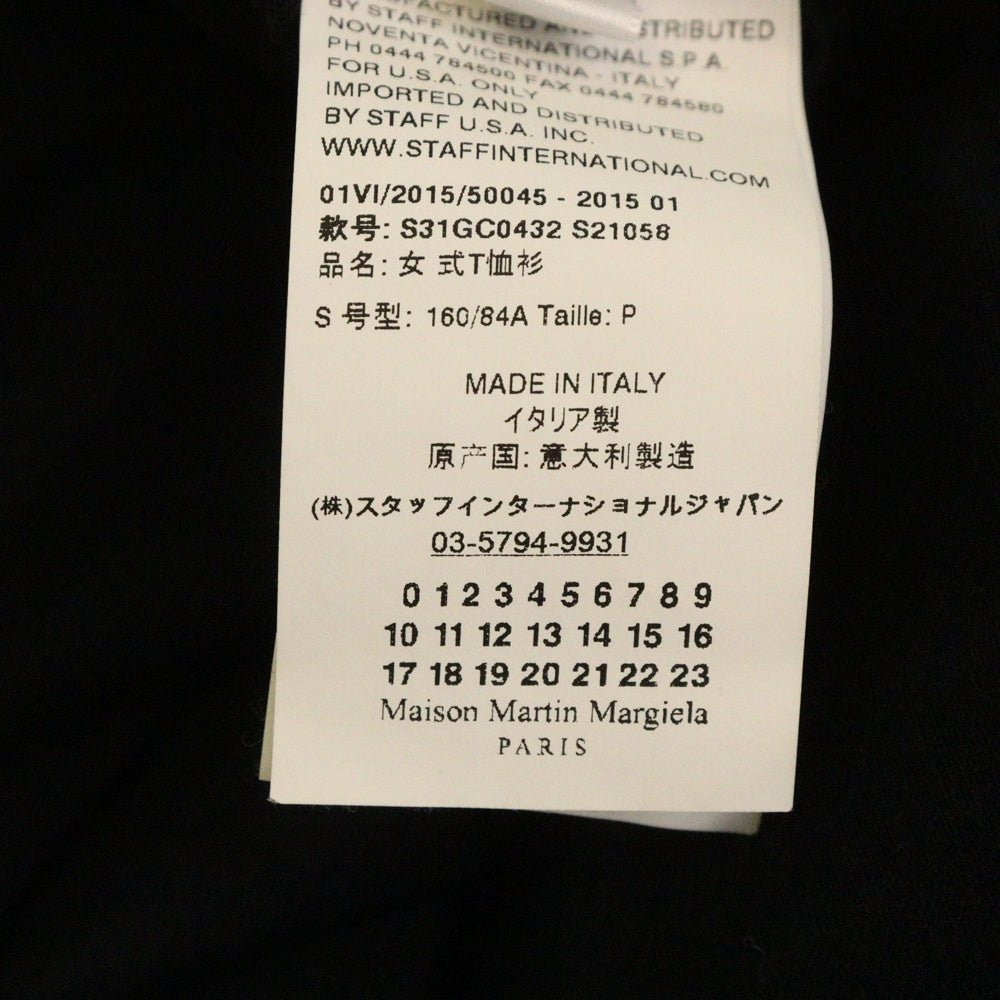 BY STAFF INTERNATIONAL S.P.A.
NOVENTA VICENTINA - ITALY
PH 0444 784500 FAX 0444 784580
FOR U.S.A. ONLY
IMPORTED AND DISTRIBUTED
BY STAFF U.S.A. INC.
WWW.STAFFINTERNATIONAL.COM
01VI/2015/50045 - 2015 01
款号: S31GC0432 S21058
品名: 女 式T恤衫
S 号型: 160/84A Taille: P
MADE IN ITALY
イタリア製
原产国: 意大利製造
(株)スタッフインターナショナルジャパン
03-5794-9931
0 1 2 3 4 5 6 7 8 9
10 11 12 13 14 15 16
17 18 19 20 21 22 23
Maison Martin Margiela
PARIS